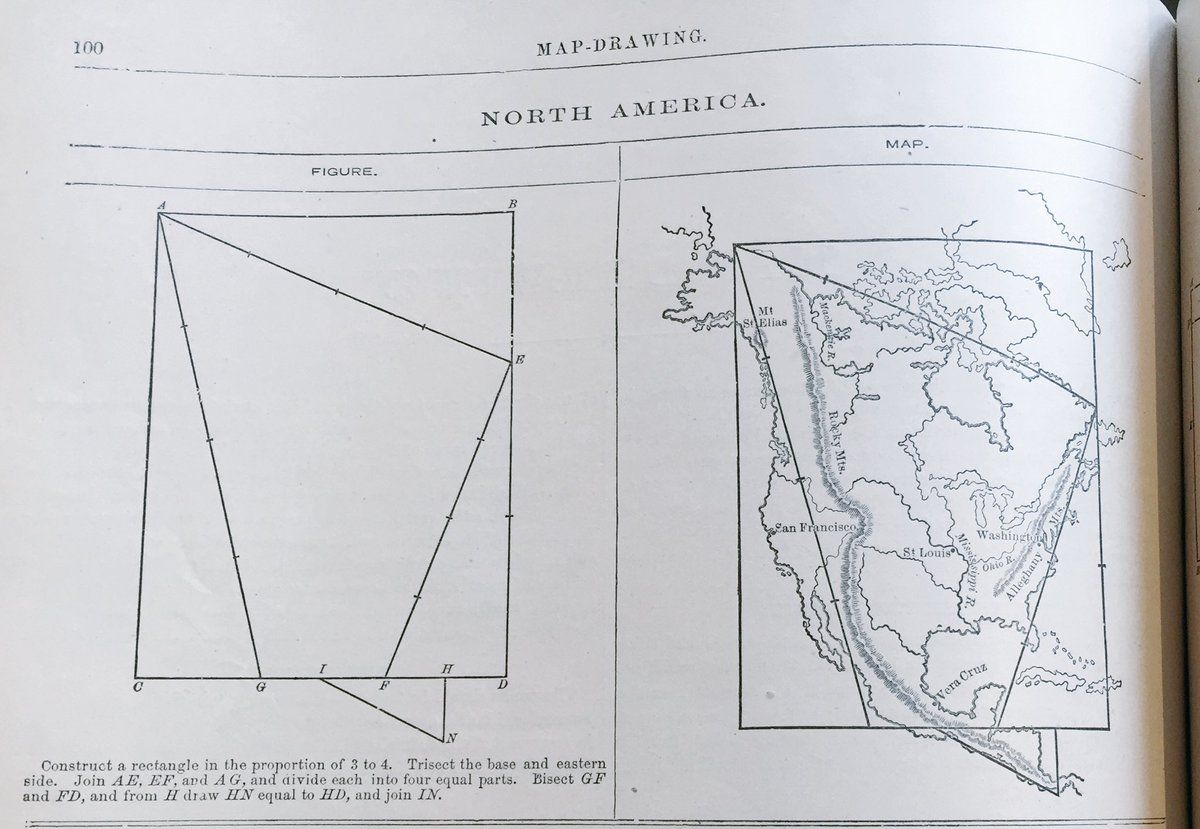 100
MAP-DRAWING.
NORTH AMERICA.
FIGURE.
MAP.
A
B
E
C
G
I
F
H
D
N
Mt
St Elias
Mackenzie R.
Rocky Mts.
San Francisco
St Louis
Mississippi R.
Ohio R.
Washington
Alleghany Mts.
Vera Cruz
Construct a rectangle in the proportion of 3 to 4. Trisect the base and eastern
side. Join AE, EF, and AG, and divide each into four equal parts. Bisect GF
and FD, and from H draw HN equal to HD, and join IN.